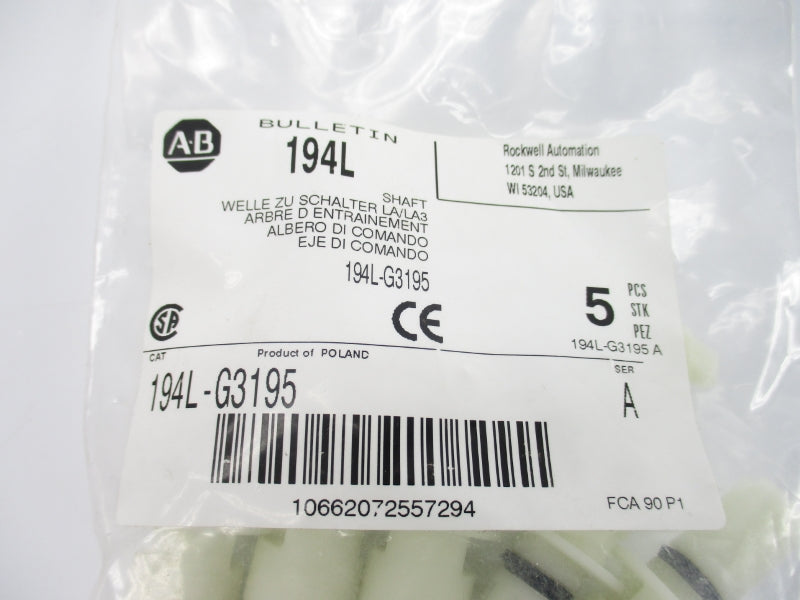 A-B
BULLETIN
194L
Rockwell Automation
1201 S 2nd St, Milwaukee
WI 53204, USA
SHAFT
WELLE ZU SCHALTER LA/LA3
ARBRE D ENTRAINEMENT
ALBERO DI COMANDO
EJE DI COMANDO
194L-G3195
5 PCS
STK
PEZ
SA
CE
194L-G3195 A
CAT
Product of POLAND
SER
194L-G3195
A
10662072557294
FCA 90 P1